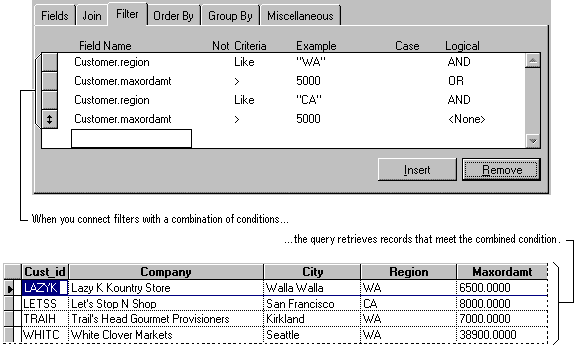 Fields Join Filter Order By Group By Miscellaneous
Field Name Not Criteria Example Case Logical
Customer.region Like "WA" AND
Customer.maxordamt > 5000 OR
Customer.region Like "CA" AND
Customer.maxordamt > 5000 <None>
Insert Remove
When you connect filters with a combination of conditions...
...the query retrieves records that meet the combined condition.
Cust_id Company City Region Maxordamt
LAZYK Lazy K Kountry Store Walla Walla WA 6500.0000
LETSS Let's Stop N Shop San Francisco CA 8000.0000
TRAIH Trail's Head Gourmet Provisioners Kirkland WA 7000.0000
WHITC White Clover Markets Seattle WA 38900.0000